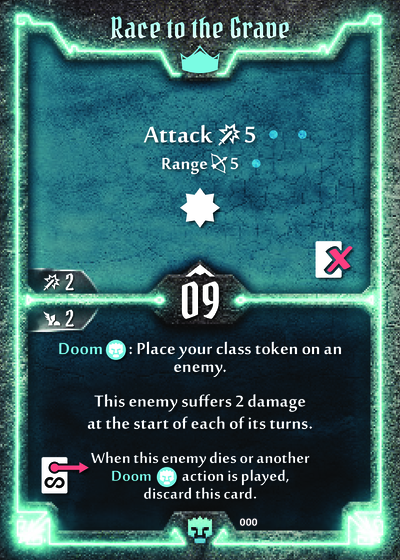 Race to the Grave
Attack 5
Range 5
2
09
2
Doom : Place your class token on an
enemy.
This enemy suffers 2 damage
at the start of each of its turns.
When this enemy dies or another
Doom action is played,
discard this card.
000